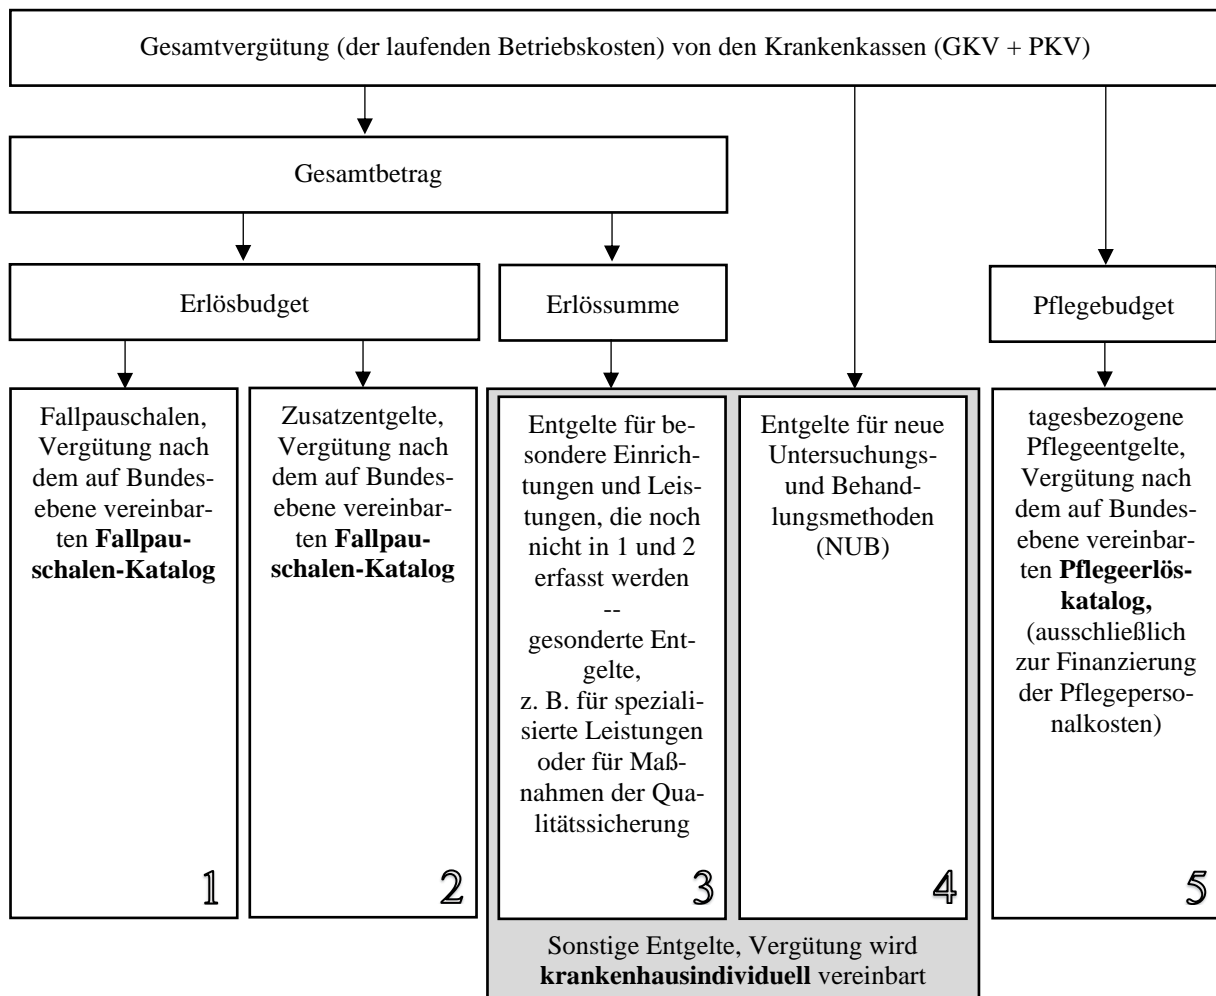 Gesamtvergütung (der laufenden Betriebskosten) von den Krankenkassen (GKV + PKV)
Gesamtbetrag
Erlösbudget
Erlössumme
Pflegebudget
Fallpauschalen,
Vergütung nach
dem auf Bundes-
ebene vereinbar-
ten Fallpau-
schalen-Katalog
1
Zusatzentgelte,
Vergütung nach
dem auf Bundes-
ebene vereinbar-
ten Fallpau-
schalen-Katalog
2
Entgelte für be-
sondere Einrich-
tungen und Leis-
tungen, die noch
nicht in 1 und 2
erfasst werden
--
gesonderte Ent-
gelte,
z. B. für speziali-
sierte Leistungen
oder für Maß-
nahmen der Qua-
litätssicherung
3
Entgelte für neue
Untersuchungs-
und Behand-
lungsmethoden
(NUB)
4
tagesbezogene
Pflegeentgelte,
Vergütung nach
dem auf Bundes-
ebene vereinbar-
ten Pflegeerlös-
katalog,
(ausschließlich
zur Finanzierung
der Pflegeperso-
nalkosten)
5
Sonstige Entgelte, Vergütung wird
krankenhausindividuell vereinbart